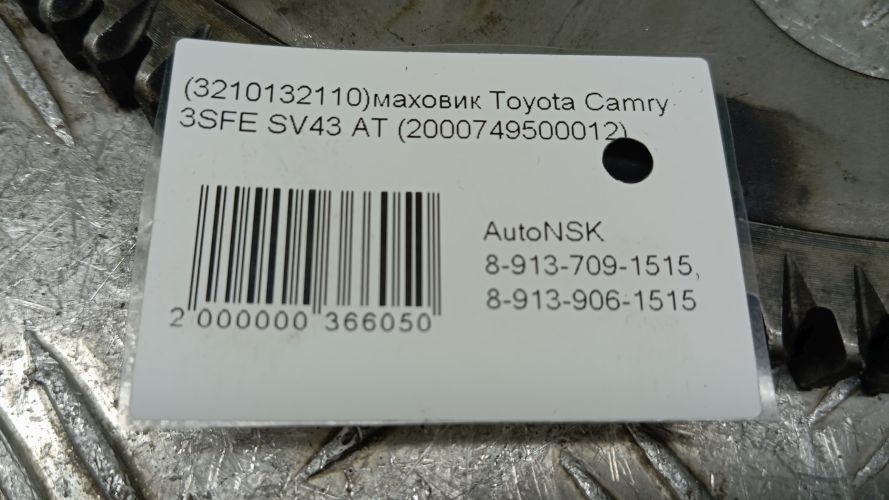 (3210132110)маховик Toyota Camry
3SFE SV43 AT (2000749500012)
AutoNSK
8-913-709-1515,
8-913-906-1515
2 000000 366050